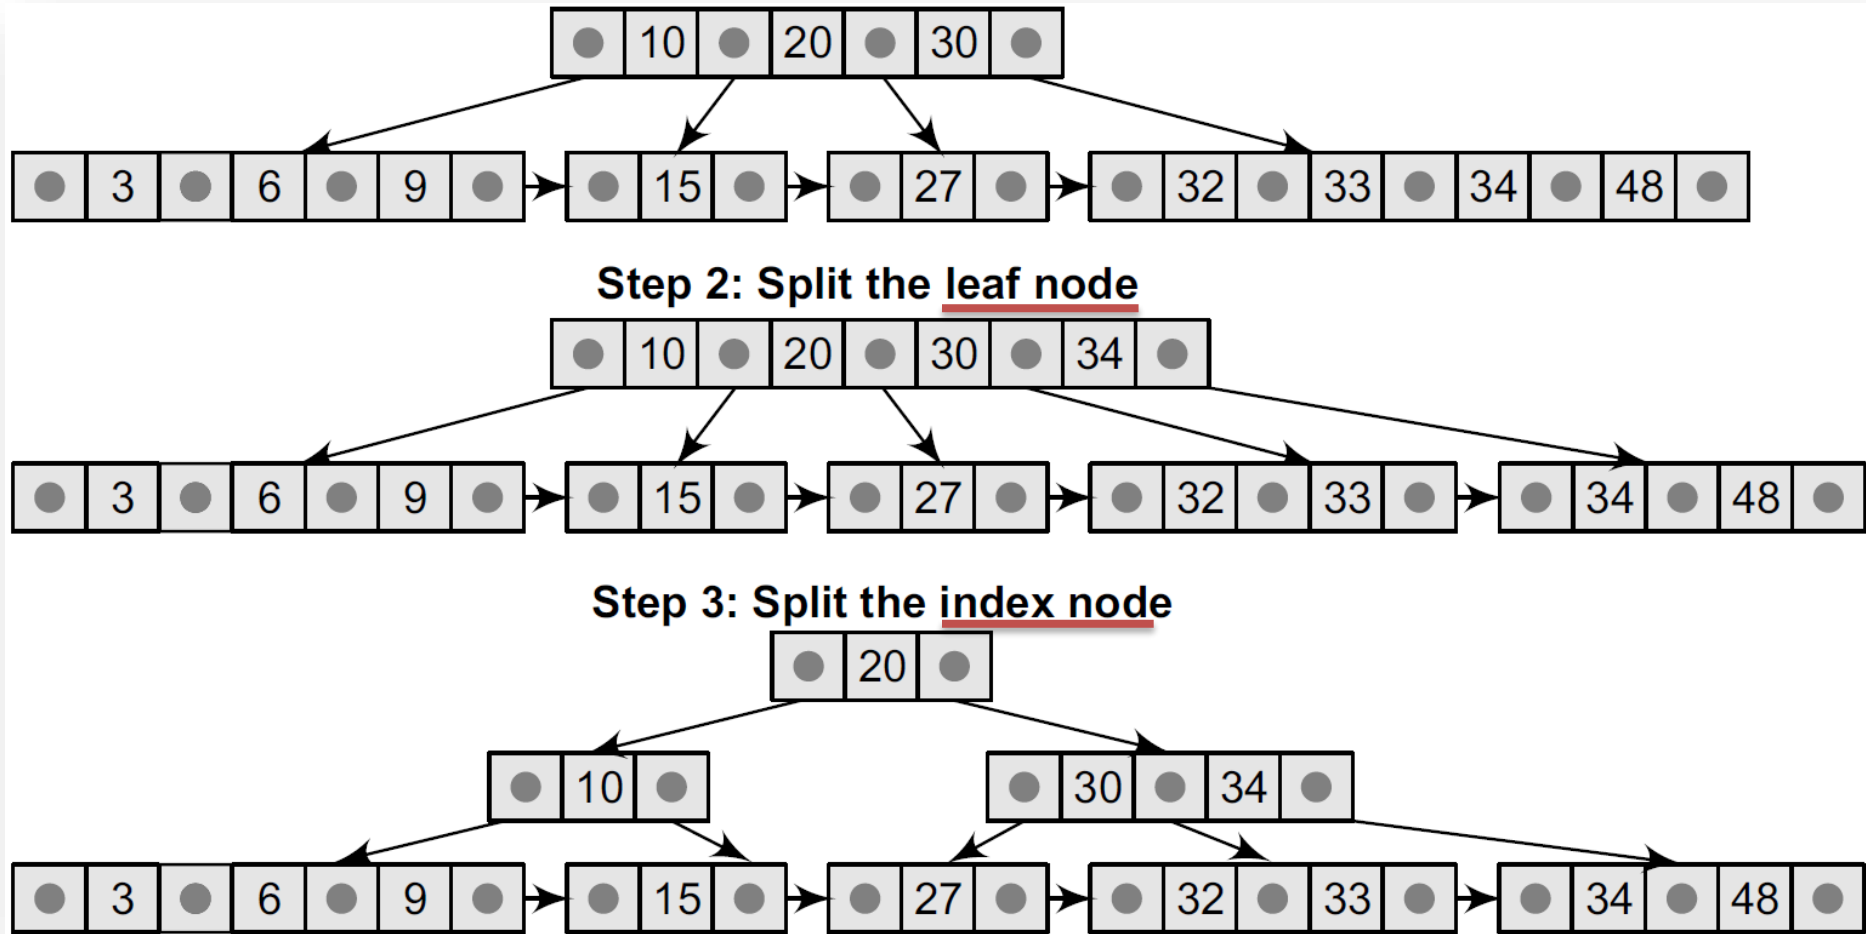 10 20 30
3 6 9 15 27 32 33 34 48
Step 2: Split the leaf node
10 20 30 34
3 6 9 15 27 32 33 34 48
Step 3: Split the index node
20
10 30 34
3 6 9 15 27 32 33 34 48